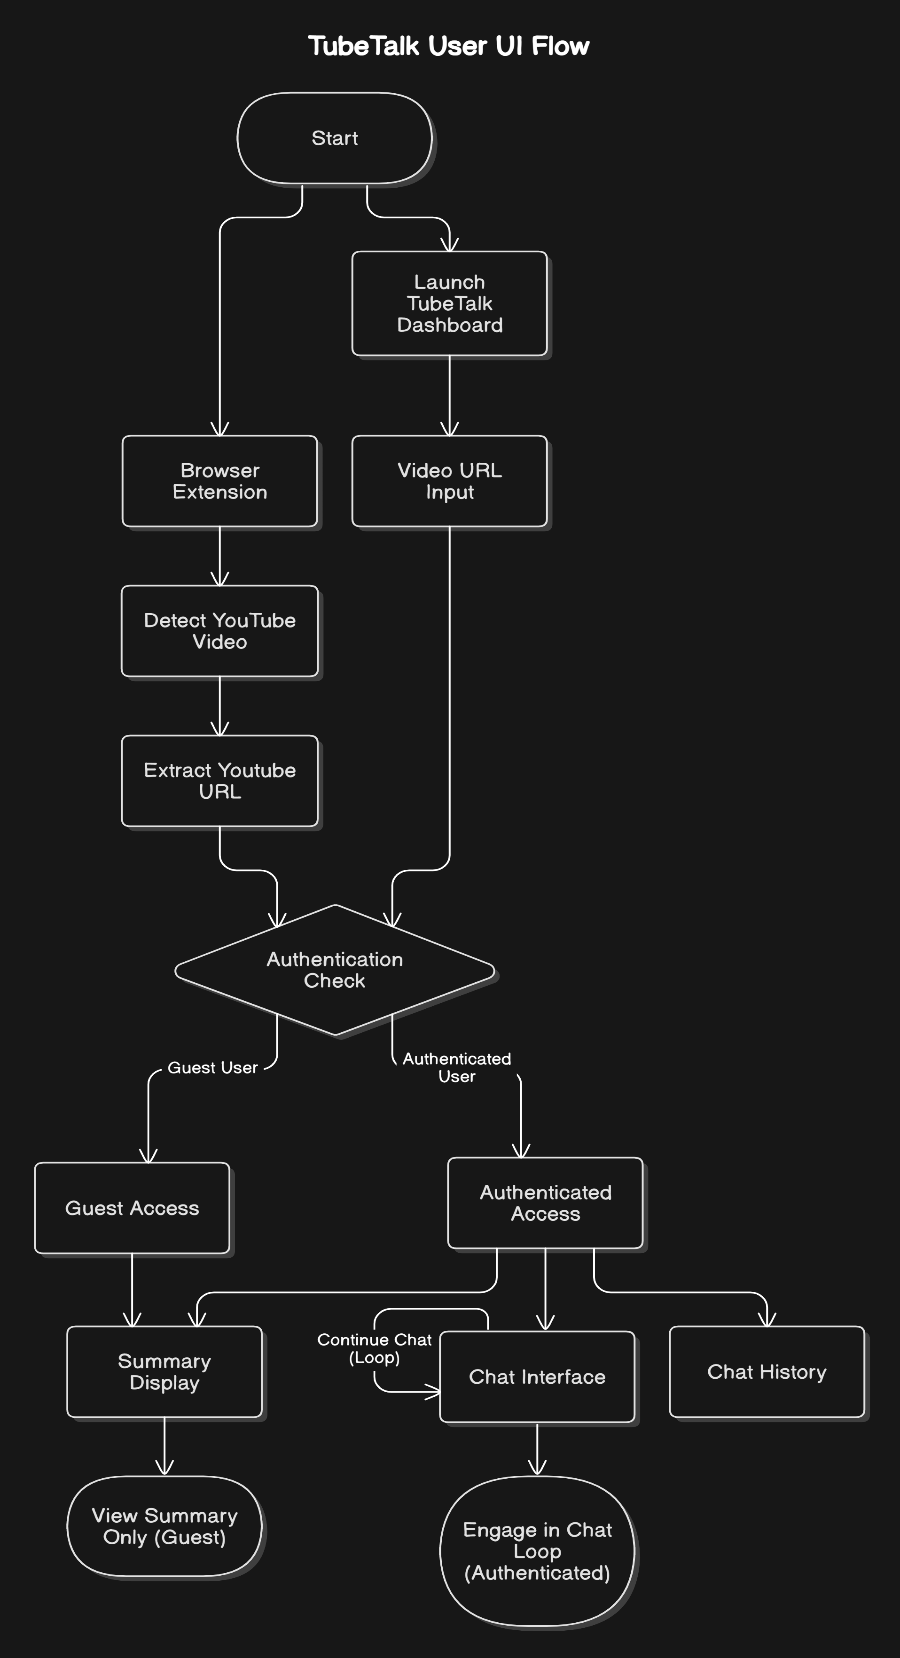 TubeTalk User UI Flow
Start
Launch
TubeTalk
Dashboard
Browser
Extension
Video URL
Input
Detect YouTube
Video
Extract Youtube
URL
Authentication
Check
Guest User
Authenticated
User
Guest Access
Authenticated
Access
Summary
Display
Continue Chat
(Loop)
Chat Interface
Chat History
View Summary
Only (Guest)
Engage in Chat
Loop
(Authenticated)